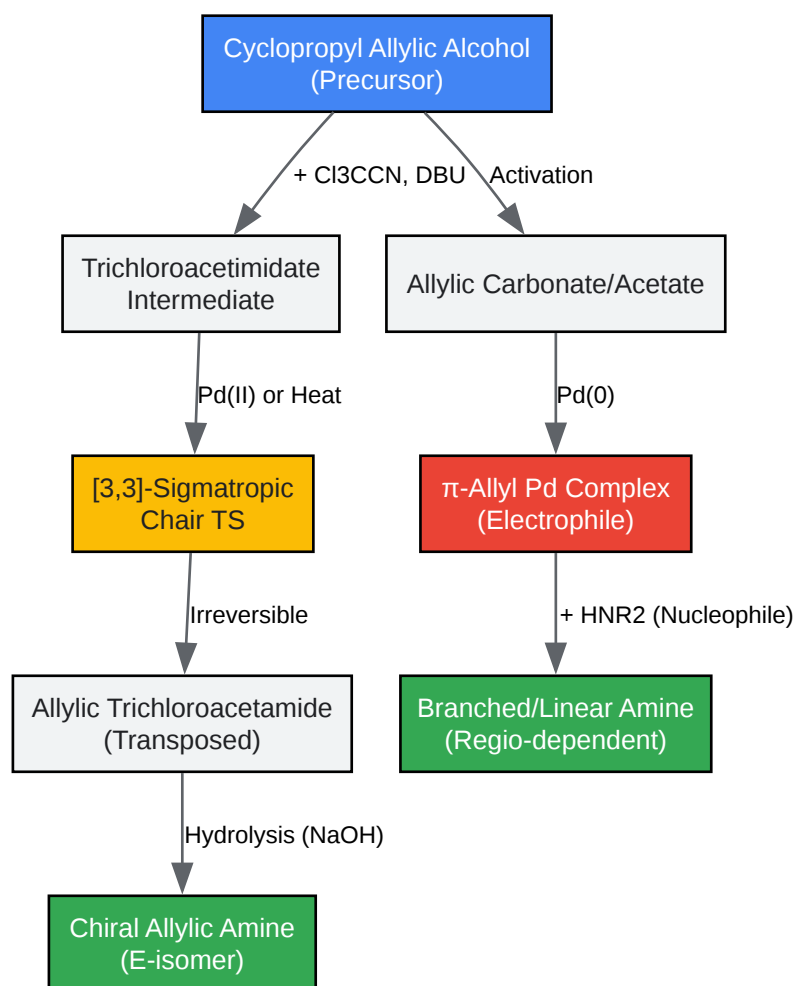 Cyclopropyl Allylic Alcohol
(Precursor)
+ Cl3CCN, DBU
Activation
Trichloroacetimidate
Intermediate
Allylic Carbonate/Acetate
Pd(II) or Heat
Pd(0)
[3,3]-Sigmatropic
Chair TS
π-Allyl Pd Complex
(Electrophile)
Irreversible
+ HNR2 (Nucleophile)
Allylic Trichloroacetamide
(Transposed)
Branched/Linear Amine
(Regio-dependent)
Hydrolysis (NaOH)
Chiral Allylic Amine
(E-isomer)